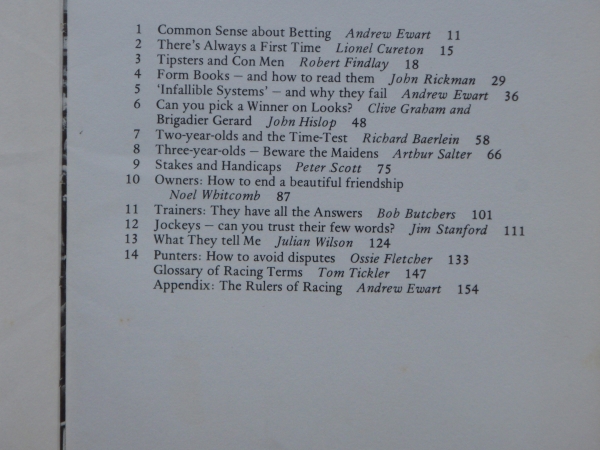 1 Common Sense about Betting Andrew Ewart 11
2 There's Always a First Time Lionel Cureton 15
3 Tipsters and Con Men Robert Findlay 18
4 Form Books – and how to read them John Rickman 29
5 'Infallible Systems' – and why they fail Andrew Ewart 36
6 Can you pick a Winner on Looks? Clive Graham and
Brigadier Gerard John Hislop 48
7 Two-year-olds and the Time-Test Richard Baerlein 58
8 Three-year-olds – Beware the Maidens Arthur Salter 66
9 Stakes and Handicaps Peter Scott 75
10 Owners: How to end a beautiful friendship
Noel Whitcomb 87
11 Trainers: They have all the Answers Bob Butchers 101
12 Jockeys – can you trust their few words? Jim Stanford 111
13 What They tell Me Julian Wilson 124
14 Punters: How to avoid disputes Ossie Fletcher 133
Glossary of Racing Terms Tom Tickler 147
Appendix: The Rulers of Racing Andrew Ewart 154